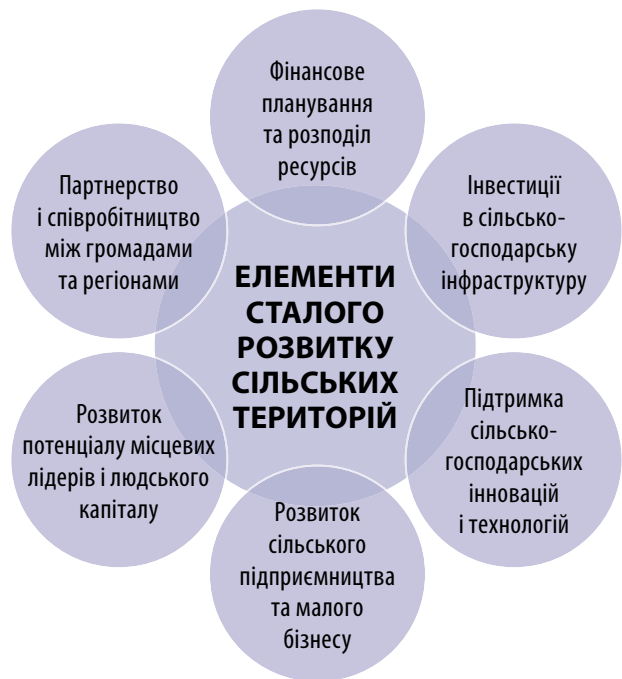 Фінансове
планування
та розподіл
ресурсів
Партнерство
і співробітництво
між громадами
та регіонами
Інвестиції
в сільсько-
господарську
інфраструктуру
ЕЛЕМЕНТИ
СТАЛОГО
РОЗВИТКУ
СІЛЬСЬКИХ
ТЕРИТОРІЙ
Розвиток
потенціалу місцевих
лідерів і людського
капіталу
Підтримка
сільсько-
господарських
інновацій
і технологій
Розвиток
сільського
підприємництва
та малого
бізнесу